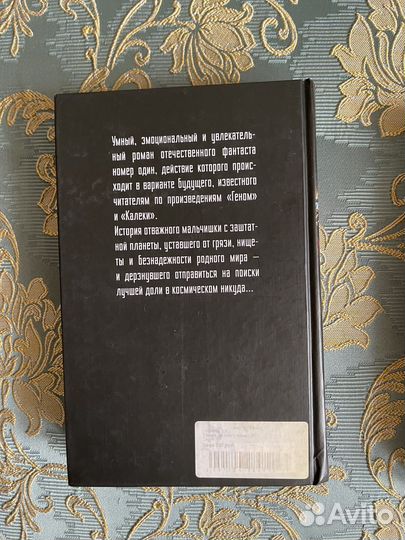 Умный, эмоциональный и увлекатель-
ный роман отечественного фантаста
номер один, действие которого проис-
ходит в варианте будущего, известного
читателям по произведениям «Геном»
и «Калеки».
История отважного мальчишки с заштат-
ной планеты, уставшего от грязи, нище-
ты и безнадежности родного мира –
и дерзнувшего отправиться на поиски
лучшей доли в космическом никуда...
Avito